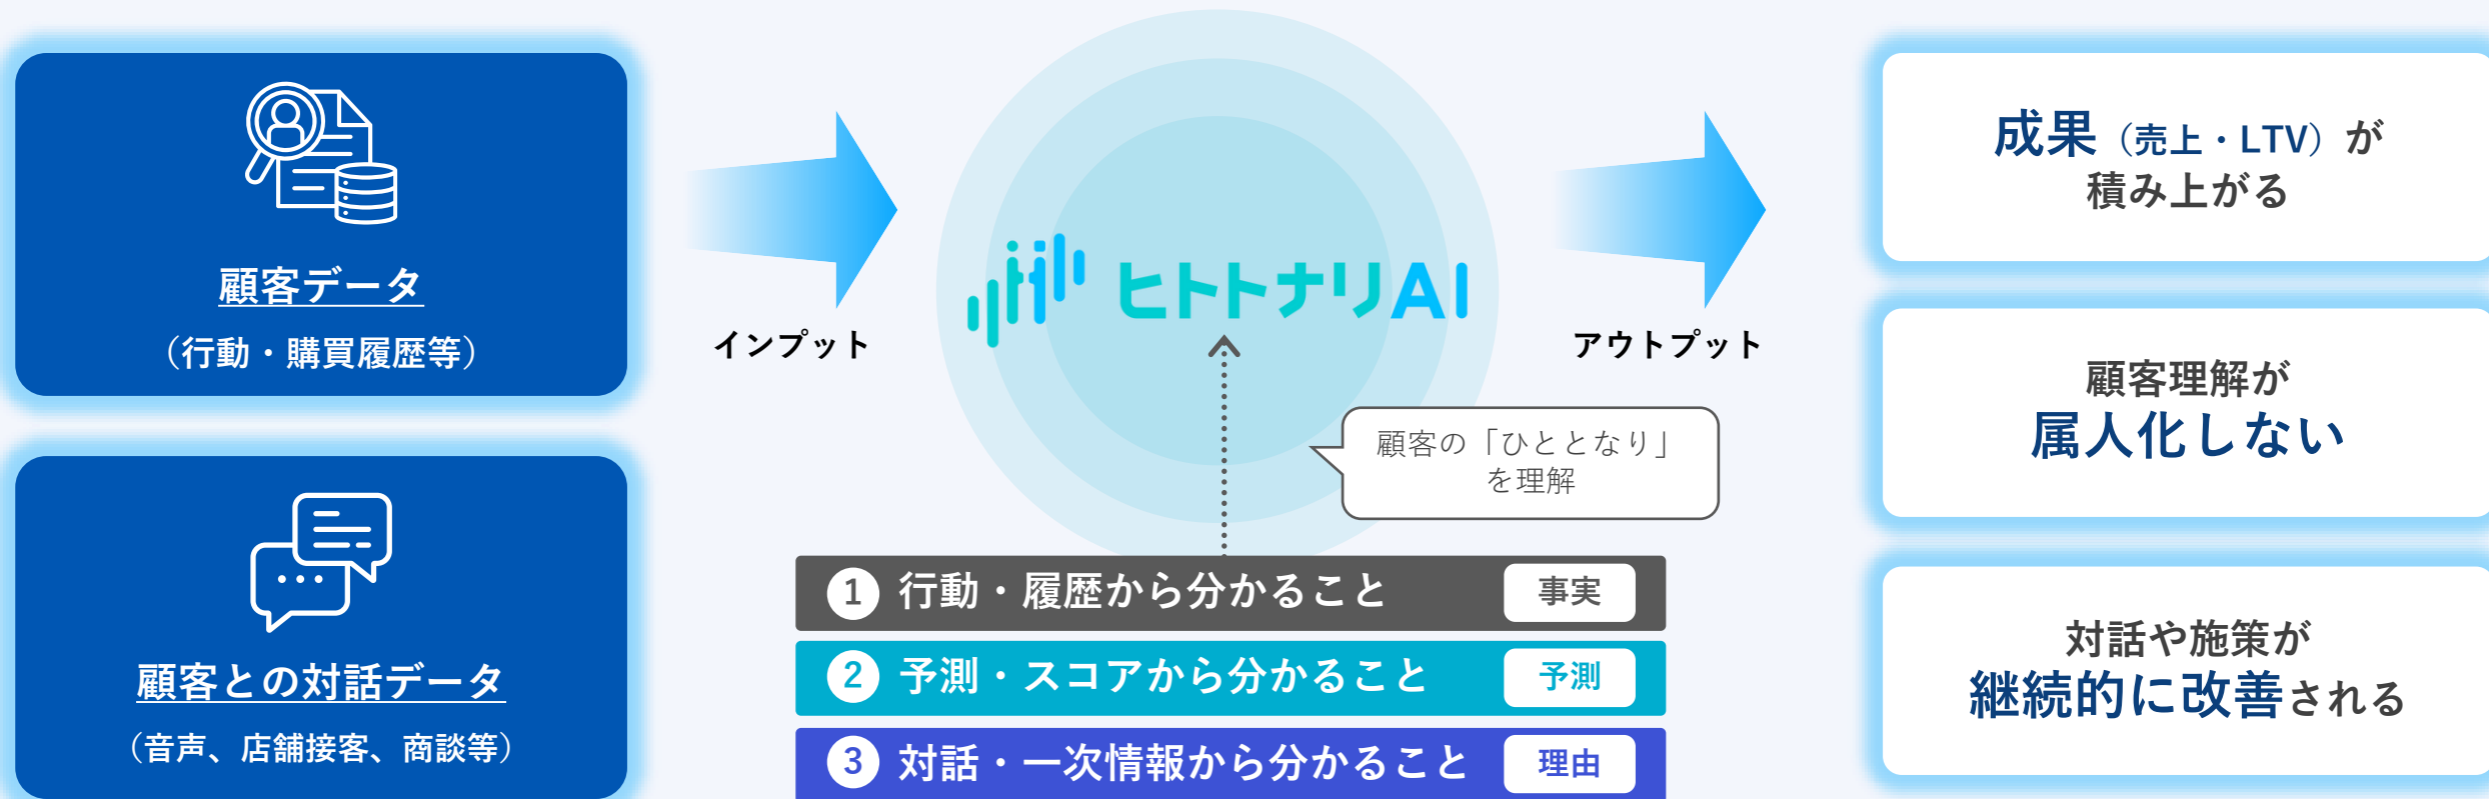 顧客データ
（行動・購買履歴等）
顧客との対話データ
（音声、店舗接客、商談等）
インプット
ヒトトナリAI
顧客の「ひととなり」
を理解
1 行動・履歴から分かること 事実
2 予測・スコアから分かること 予測
3 対話・一次情報から分かること 理由
アウトプット
成果（売上・LTV）が
積み上がる
顧客理解が
属人化しない
対話や施策が
継続的に改善される